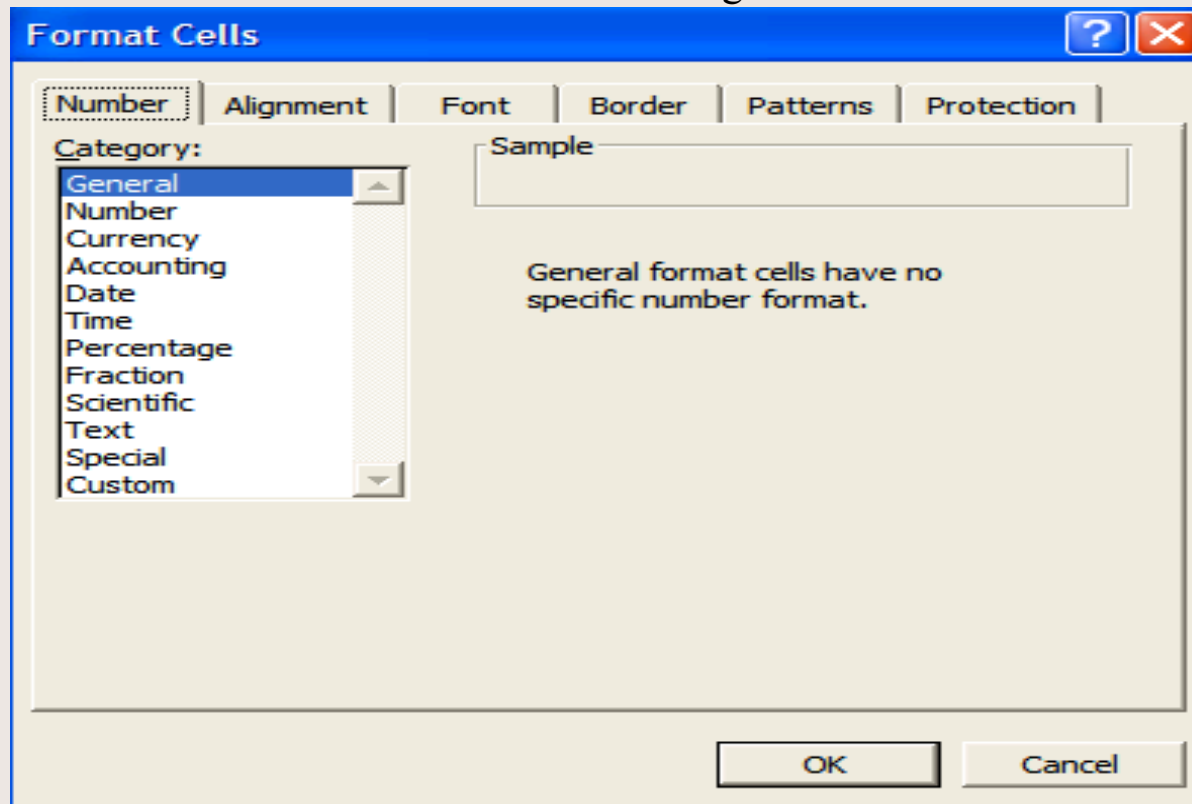 Format Cells
Number Alignment Font Border Patterns Protection
Category:
General
Number
Currency
Accounting
Date
Time
Percentage
Fraction
Scientific
Text
Special
Custom
Sample
General format cells have no
specific number format.
OK Cancel